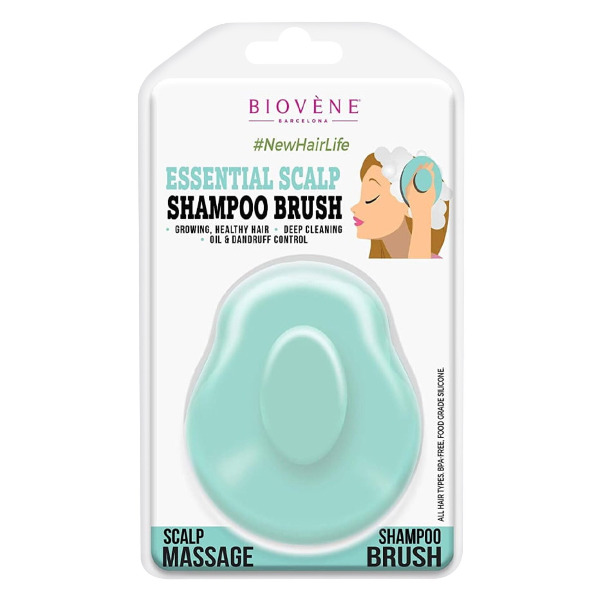 BIOVÈNE
BARCELONA
#NewHairLife
ESSENTIAL SCALP
SHAMPOO BRUSH
• GROWING, HEALTHY HAIR • DEEP CLEANING
• OIL & DANDRUFF CONTROL
ALL HAIR TYPES. BPA-FREE, FOOD GRADE SILICONE.
SCALP
MASSAGE
SHAMPOO
BRUSH